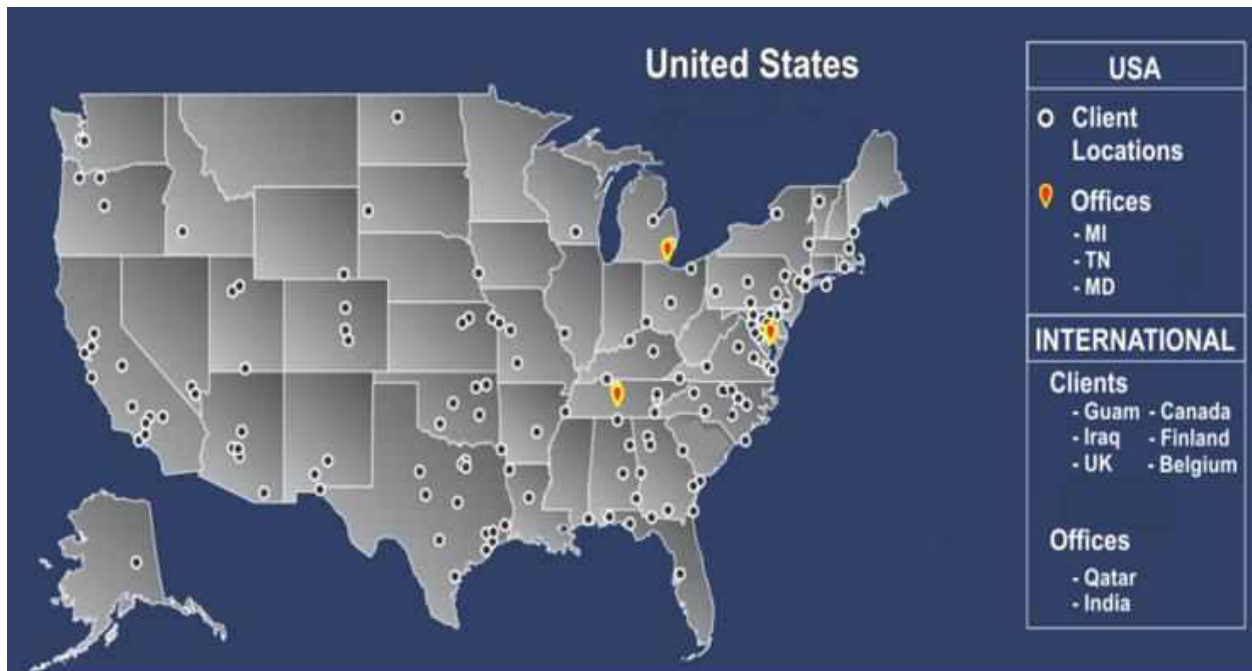 United States
USA
Client
Locations
Offices
- MI
- TN
- MD
INTERNATIONAL
Clients
- Guam - Canada
- Iraq - Finland
- UK - Belgium
Offices
- Qatar
- India